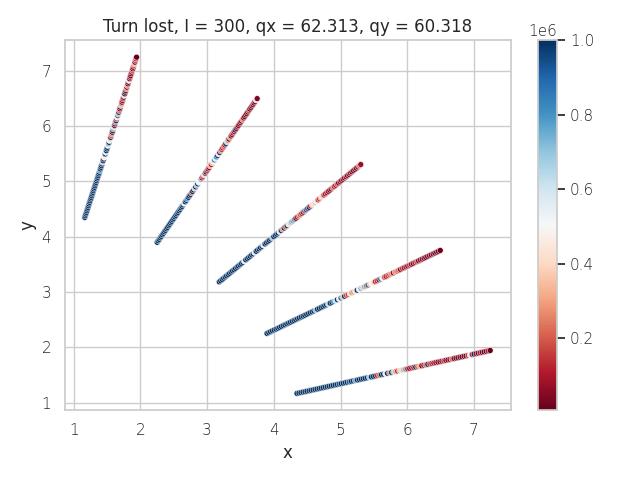 Turn lost, I = 300, qx = 62.313, qy = 60.318
1e6
7
6
5
4
3
2
1
y
1 2 3 4 5 6 7
x
1.0
0.8
0.6
0.4
0.2